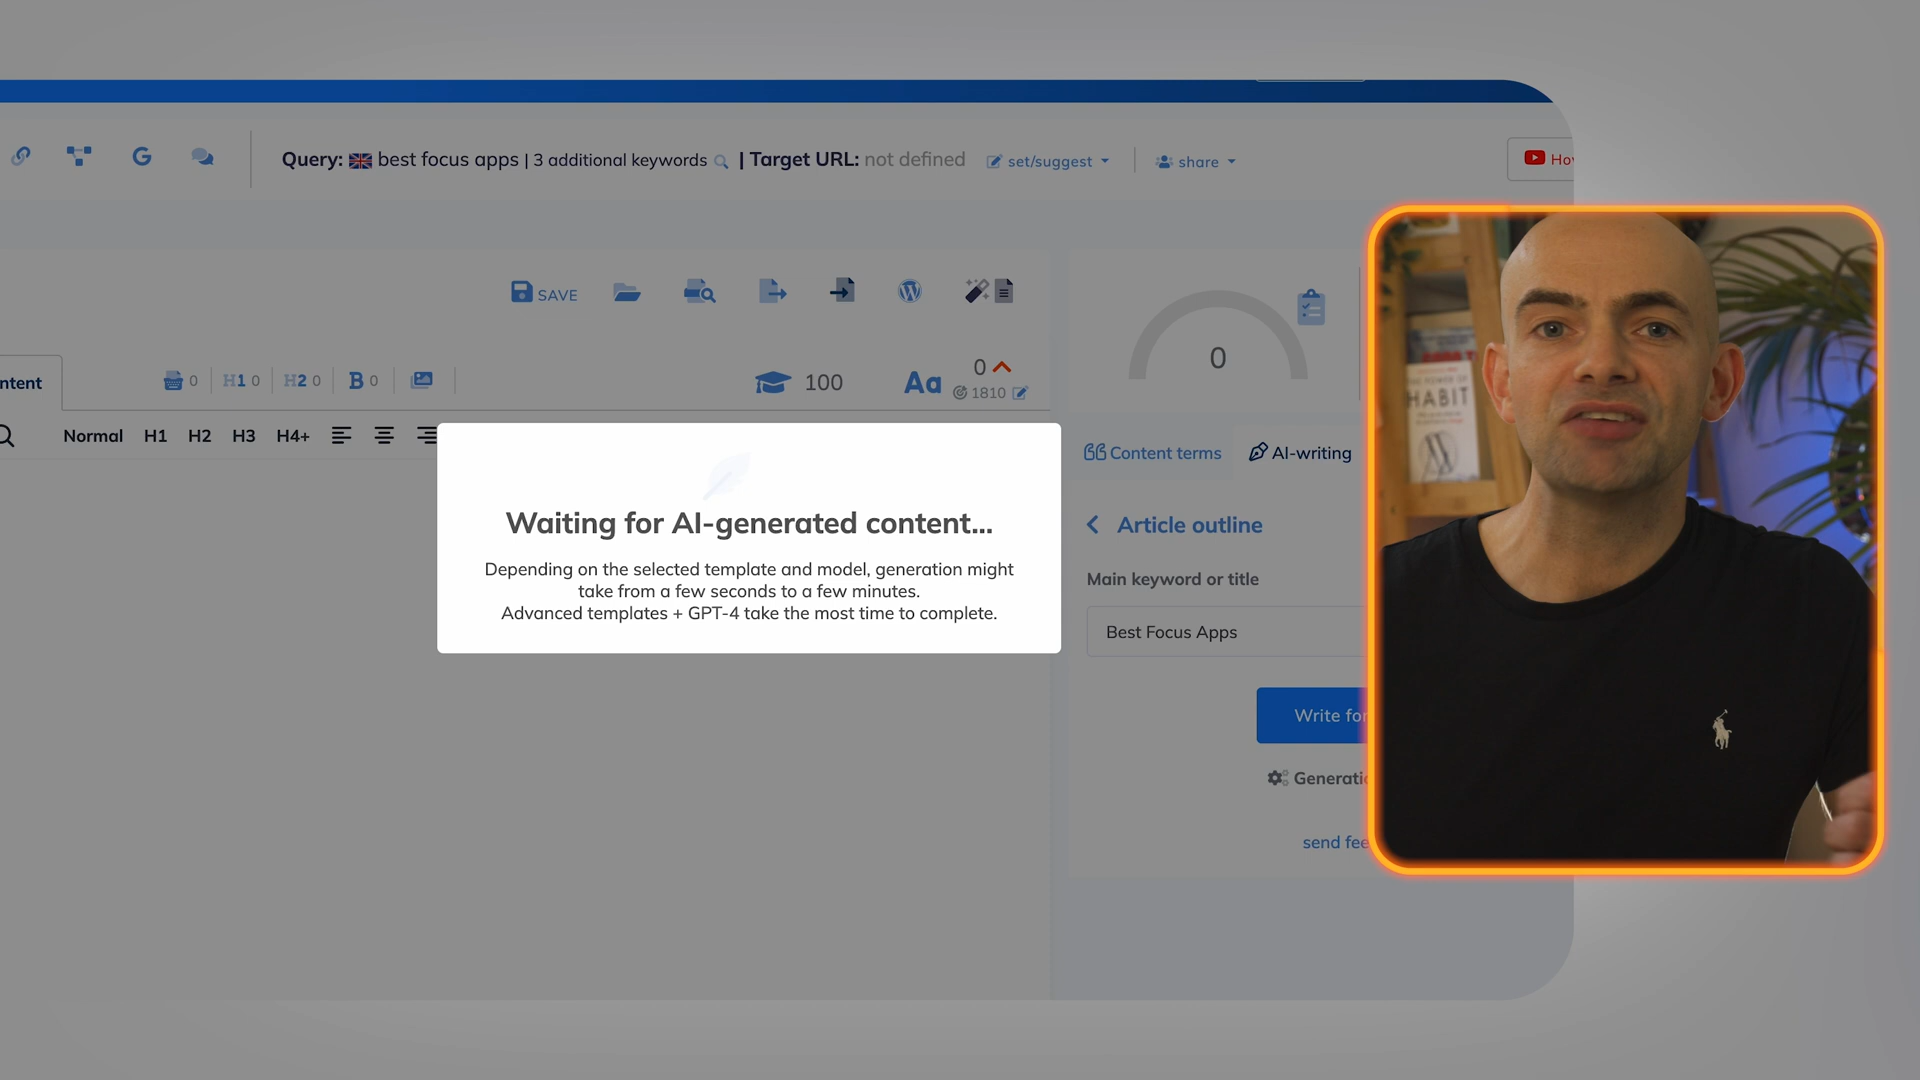 Query: best focus apps | 3 additional keywords | Target URL: not defined set/suggest share
SAVE
0
0 H1 0 H2 0 B 0 100 Aa 0
1810
Normal H1 H2 H3 H4+
Content terms AI-writing
Waiting for AI-generated content...
Depending on the selected template and model, generation might
take from a few seconds to a few minutes.
Advanced templates + GPT-4 take the most time to complete.
Article outline
Main keyword or title
Best Focus Apps
Write
send
HABIT